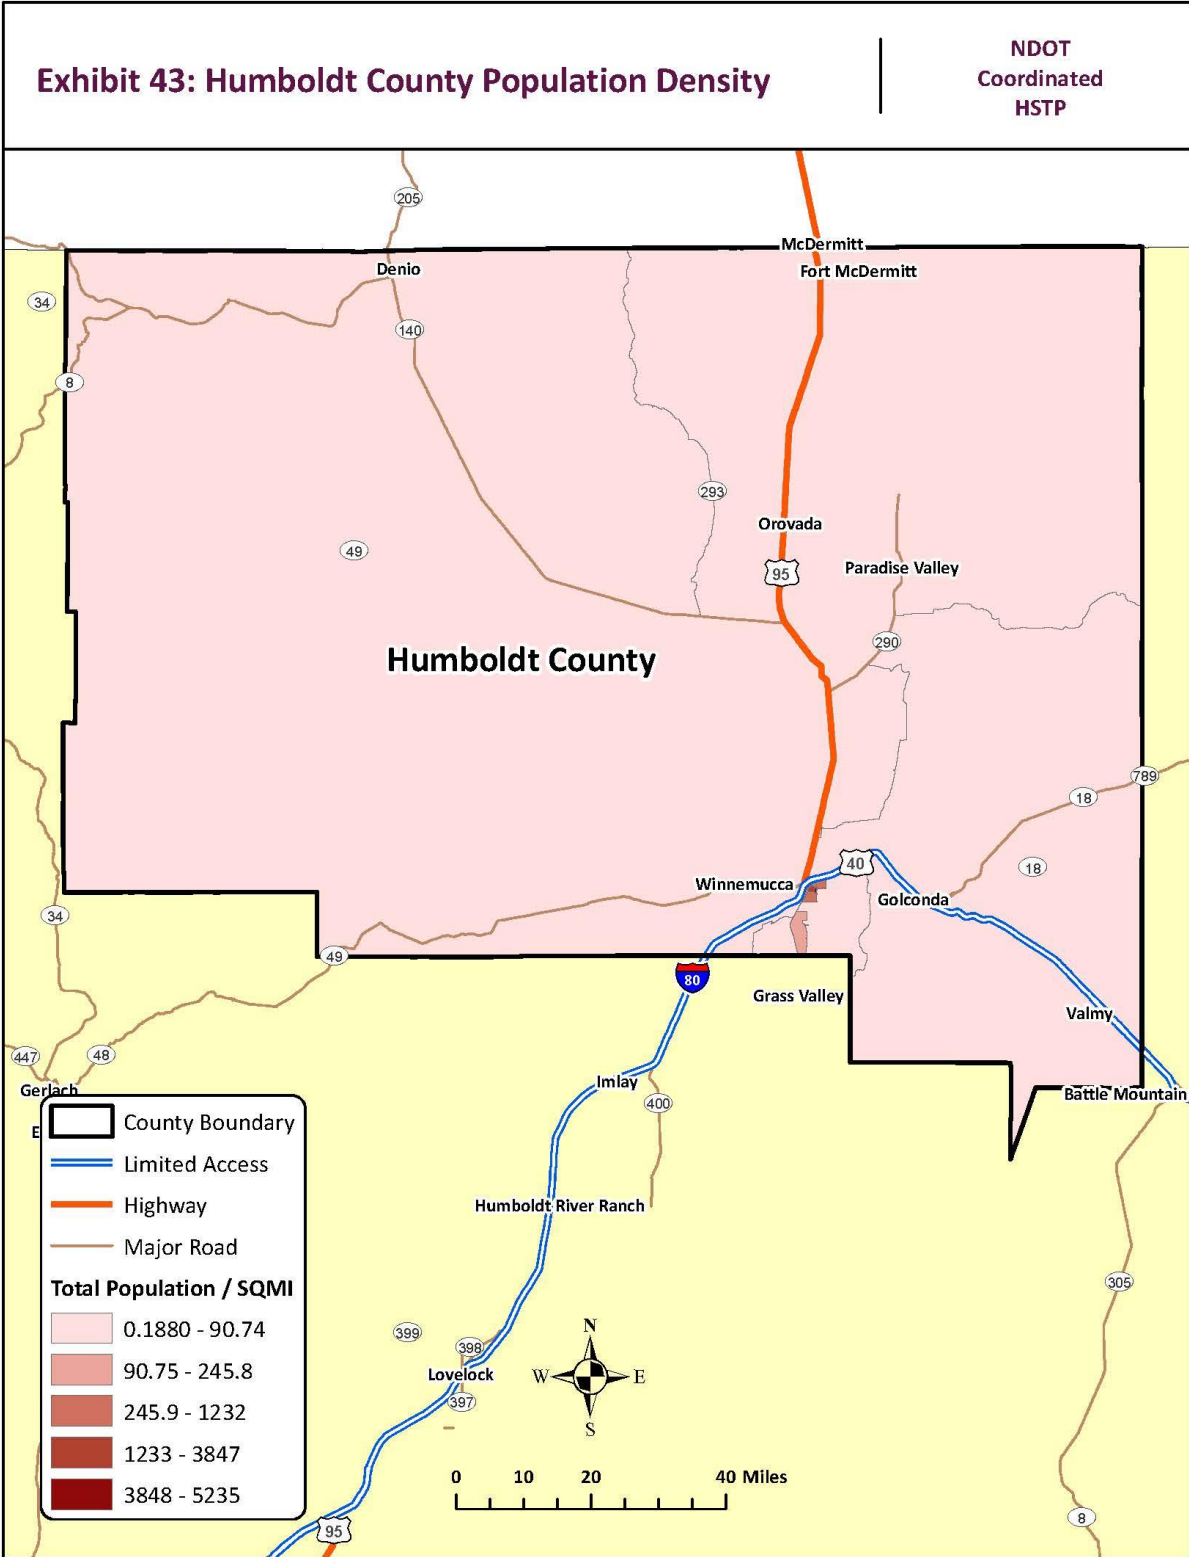 Exhibit 43: Humboldt County Population Density
NDOT
Coordinated
HSTP
205
McDermitt
Denio
Fort McDermitt
34
140
8
293
Orovada
49
95
Paradise Valley
290
Humboldt County
789
18
40
18
Winnemucca
Golconda
34
49
80
Grass Valley
Valmy
447
48
Imlay
Gerlach
Battle Mountain
400
E
County Boundary
Limited Access
Highway
Major Road
Humboldt River Ranch
Total Population / SQMI
0.1880 - 90.74
90.75 - 245.8
245.9 - 1232
1233 - 3847
3848 - 5235
305
399
398
Lovelock
397
N
W E
S
0 10 20 40 Miles
95
8